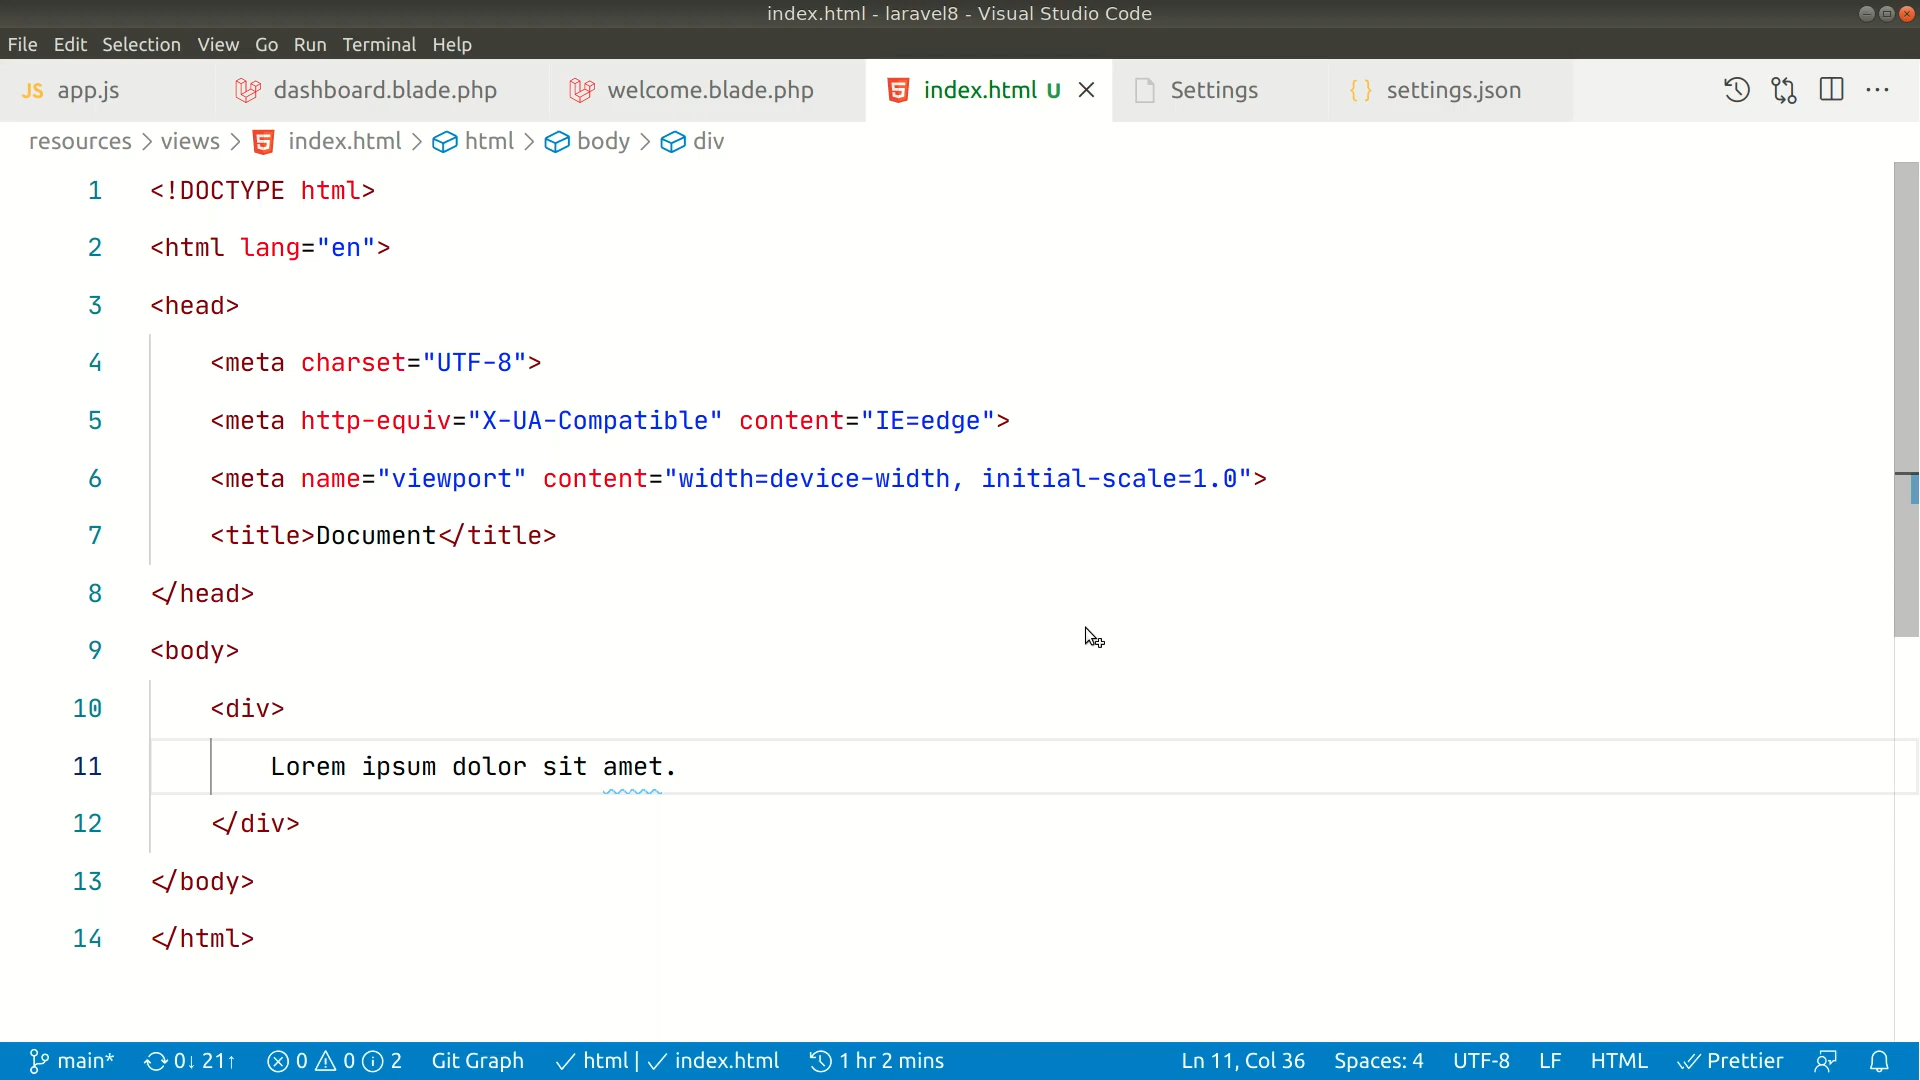 index.html - laravel8 - Visual Studio Code
File Edit Selection View Go Run Terminal Help
JS app.js dashboard.blade.php welcome.blade.php index.html U Settings {} settings.json
resources > views > index.html > html > body > div
1 <!DOCTYPE html>
2 <html lang="en">
3 <head>
4 <meta charset="UTF-8">
5 <meta http-equiv="X-UA-Compatible" content="IE=edge">
6 <meta name="viewport" content="width=device-width, initial-scale=1.0">
7 <title>Document</title>
8 </head>
9 <body>
10 <div>
11 Lorem ipsum dolor sit amet.
12 </div>
13 </body>
14 </html>
main* 0↓ 21↑ 0 0 2 Git Graph ✓ html | ✓ index.html 1 hr 2 mins Ln 11, Col 36 Spaces: 4 UTF-8 LF HTML Prettier